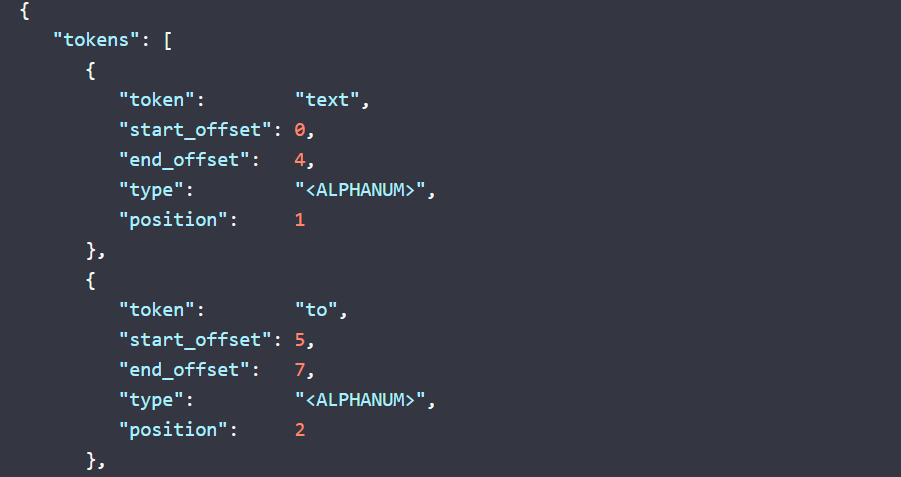 {
   "tokens": [
      {
         "token":        "text",
         "start_offset": 0,
         "end_offset":   4,
         "type":         "<ALPHANUM>",
         "position":     1
      },
      {
         "token":        "to",
         "start_offset": 5,
         "end_offset":   7,
         "type":         "<ALPHANUM>",
         "position":     2
      },